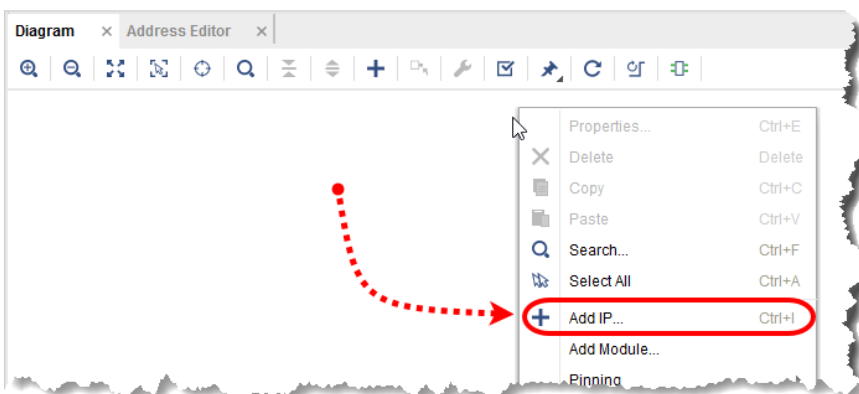 Diagram × Address Editor ×
Properties... Ctrl+E
Delete Delete
Copy Ctrl+C
Paste Ctrl+V
Search... Ctrl+F
Select All Ctrl+A
Add IP... Ctrl+I
Add Module...
Pinning